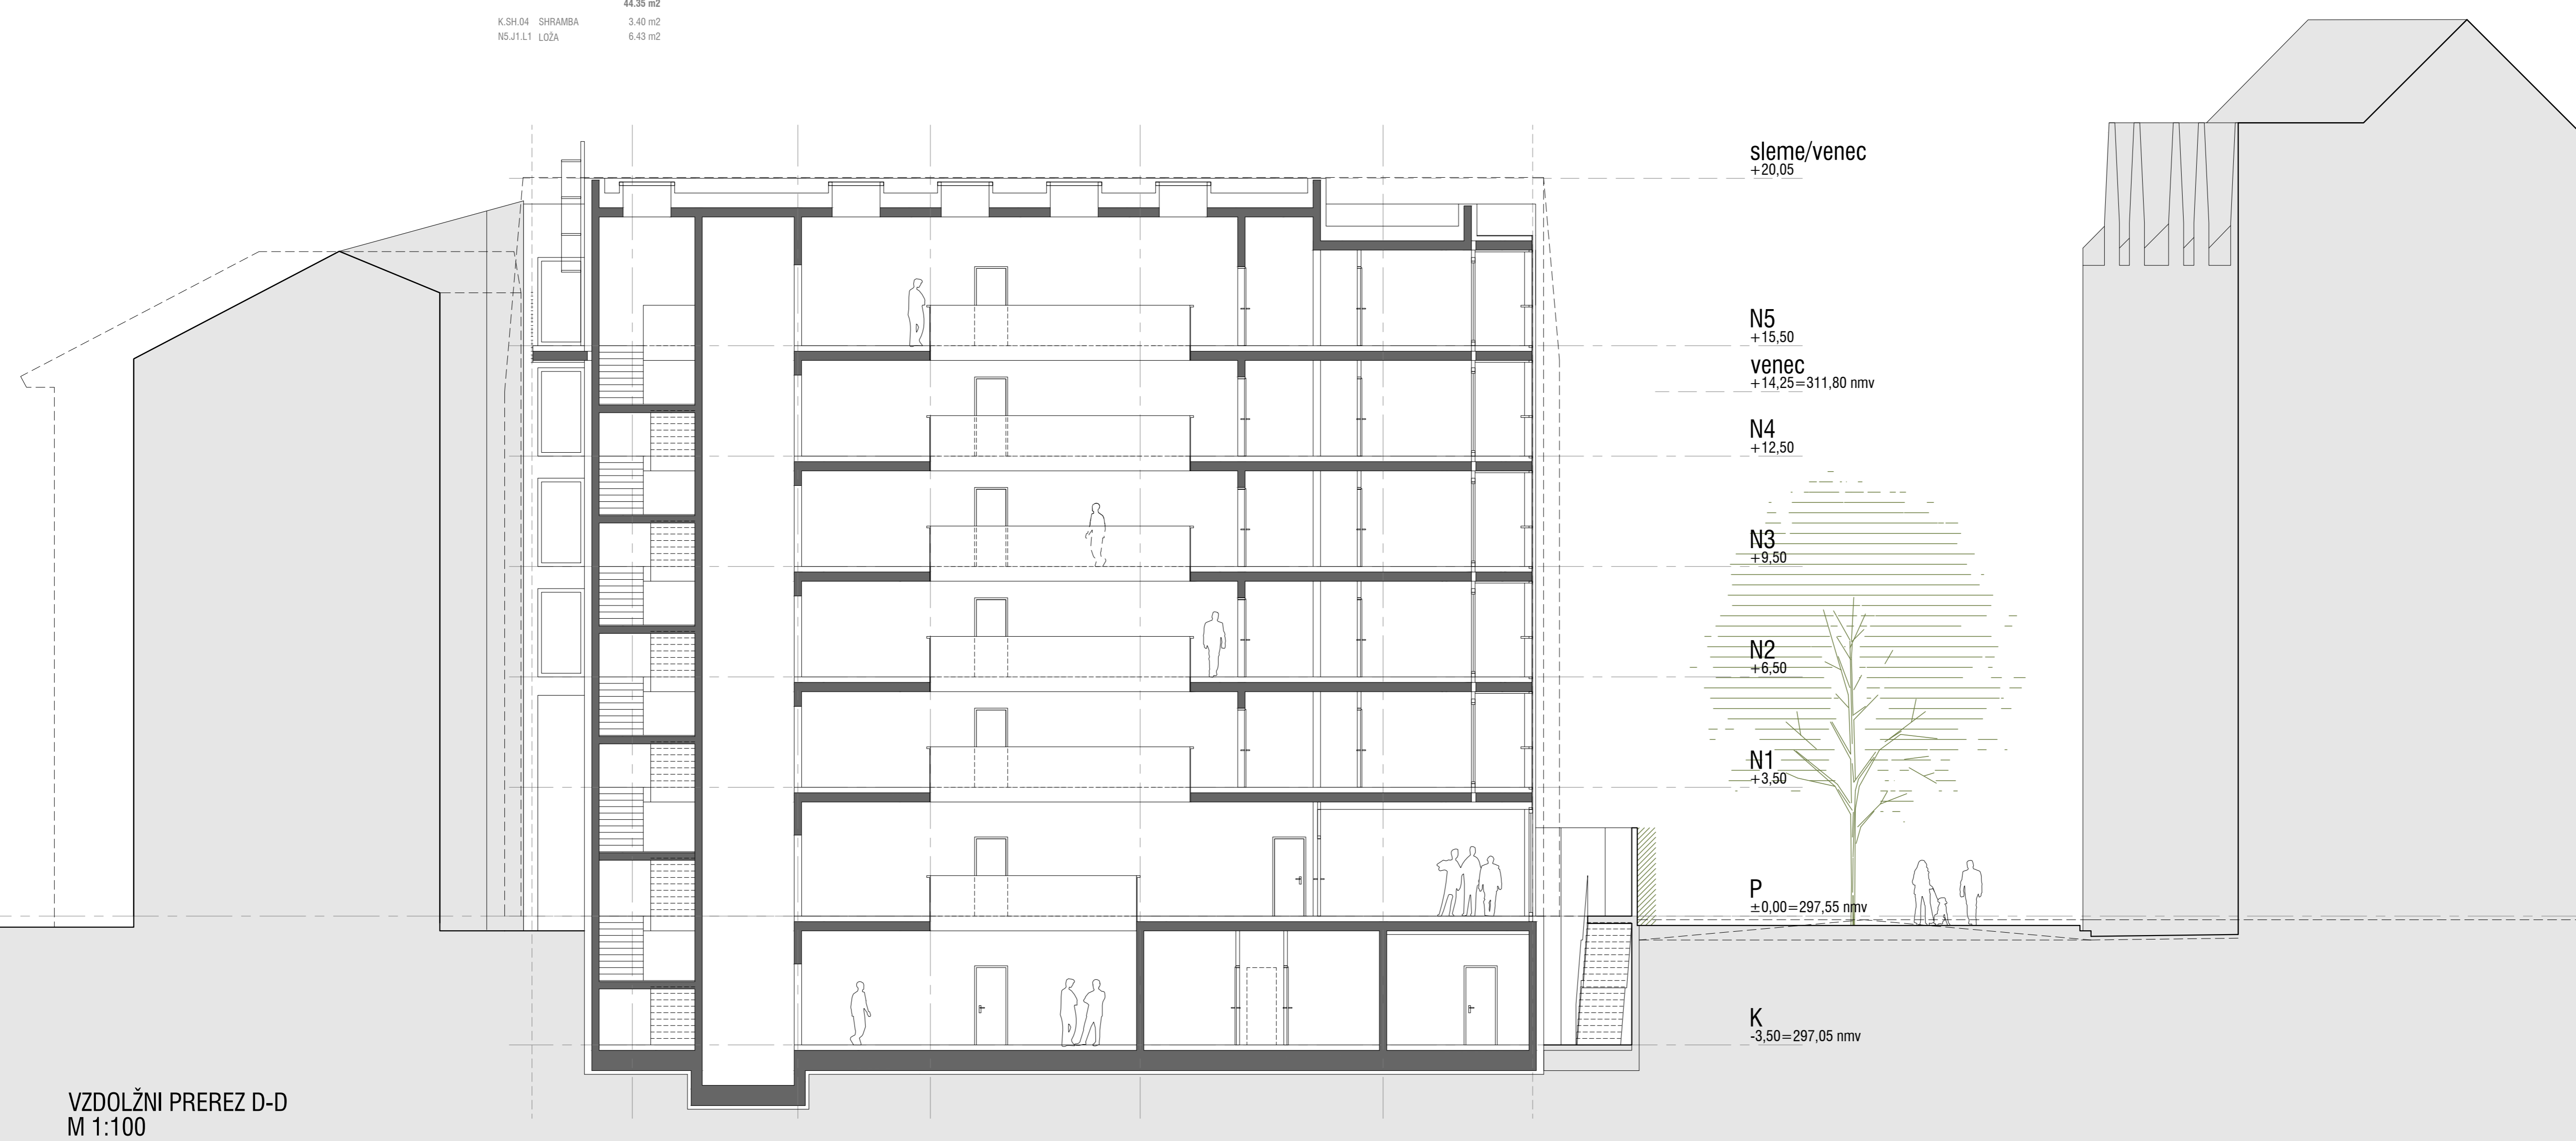 44.35 m2
K.SH.04 SHRAMBA 3.40 m2
N5.J1.L1 LOŽA 6.43 m2
sleme/venec
+20,05
N5
+15,50
venec
+14,25=311,80 nmv
N4
+12,50
N3
+9,50
N2
+6,50
N1
+3,50
P
±0,00=297,55 nmv
K
-3,50=297,05 nmv
VZDOLŽNI PREREZ D-D
M 1:100